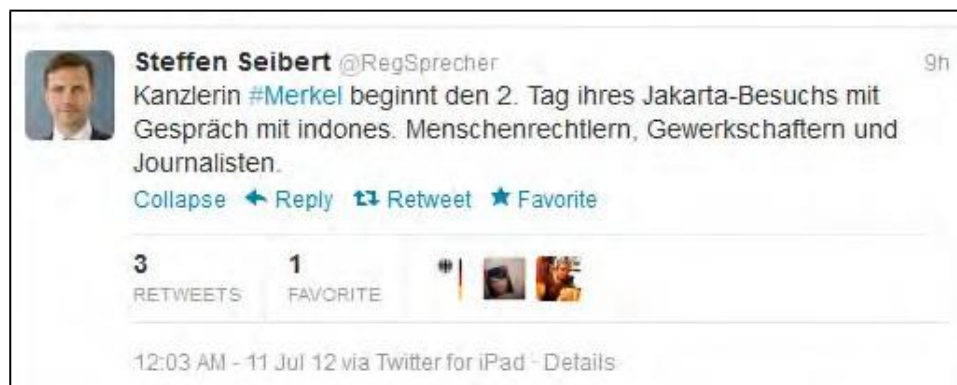 Steffen Seibert @RegSprecher 9h
Kanzlerin #Merkel beginnt den 2. Tag ihres Jakarta-Besuchs mit
Gespräch mit indones. Menschenrechtlern, Gewerkschaftern und
Journalisten.
Collapse Reply Retweet Favorite
3 1
RETWEETS FAVORITE
12:03 AM - 11 Jul 12 via Twitter for iPad · Details